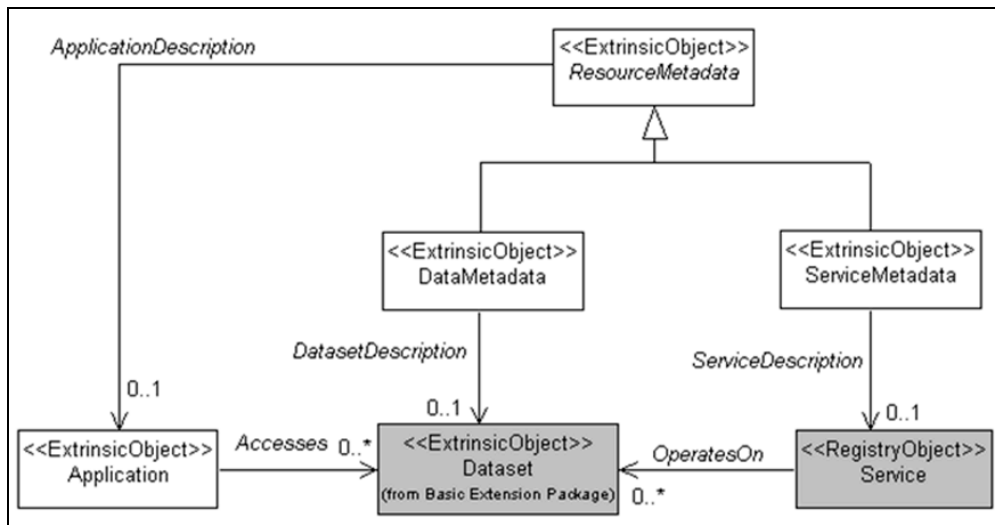 ApplicationDescription
<<ExtrinsicObject>>
ResourceMetadata
<<ExtrinsicObject>>
DataMetadata
<<ExtrinsicObject>>
ServiceMetadata
DatasetDescription
ServiceDescription
0..1
0..1
0..1
<<ExtrinsicObject>>
Application
Accesses
0..*
<<ExtrinsicObject>>
Dataset
(from Basic Extension Package)
OperatesOn
0..*
<<RegistryObject>>
Service